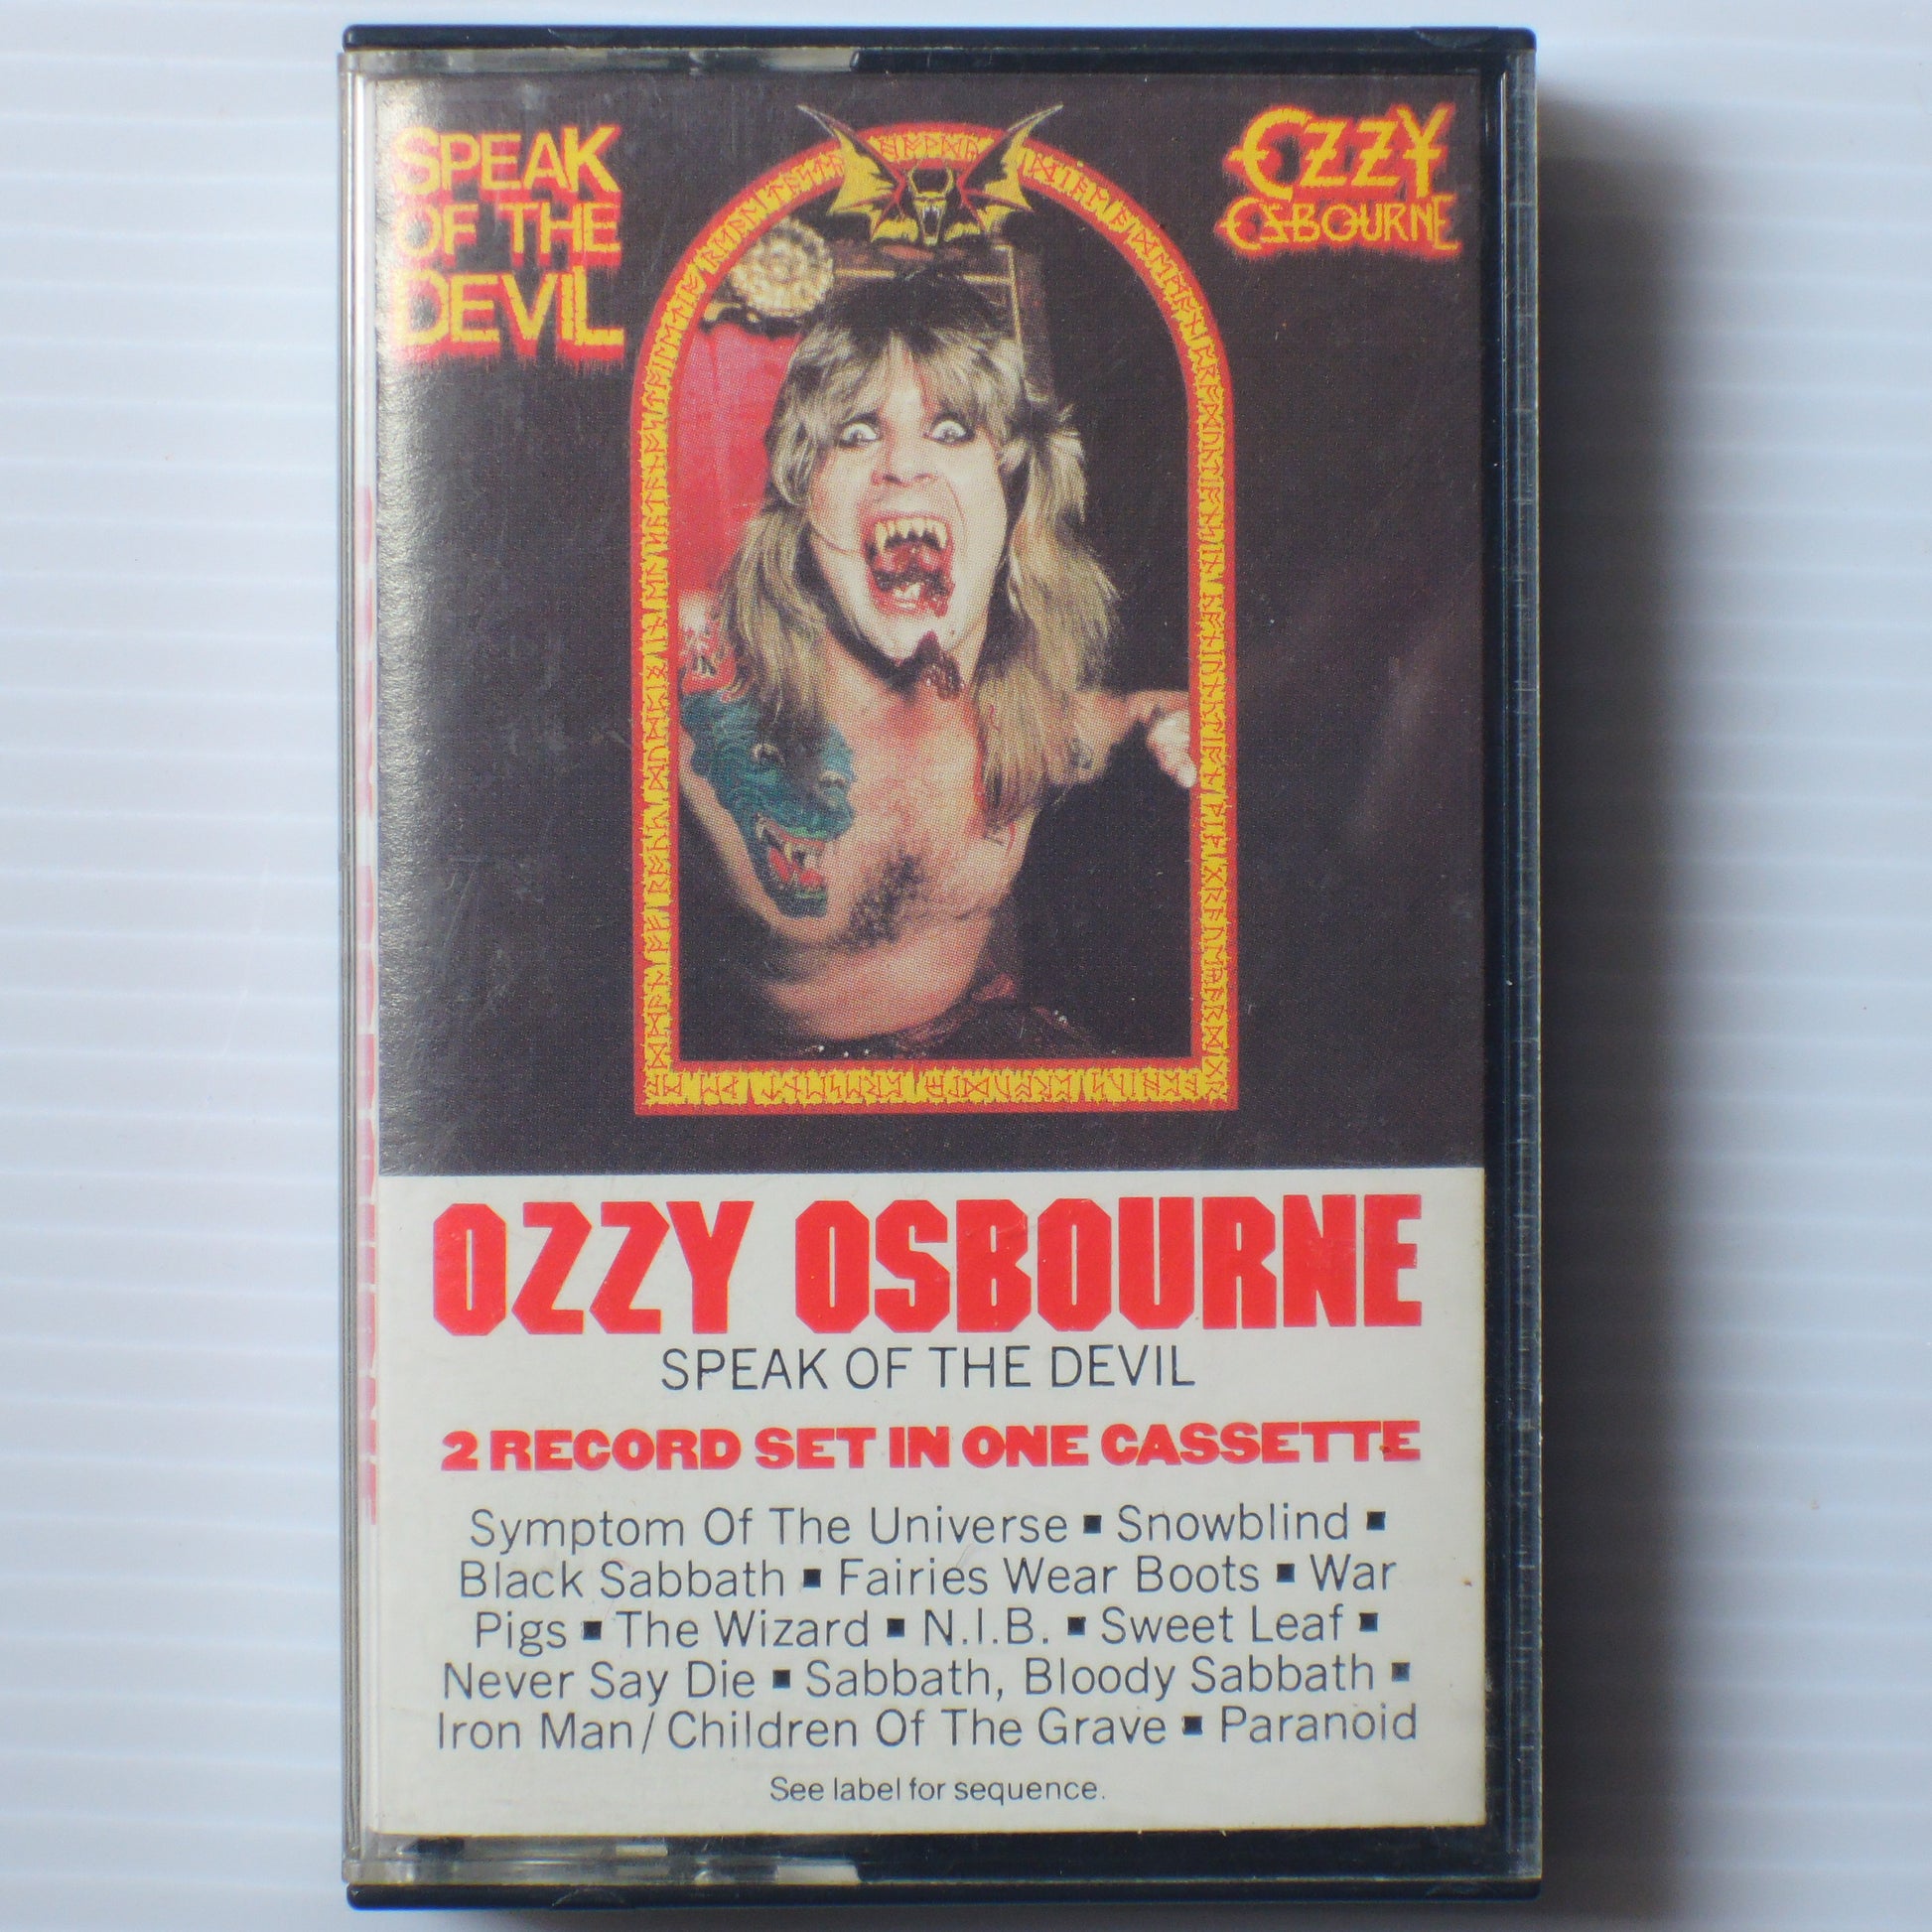 SPEAK
OF THE
DEVIL
OZZY
OSBOURNE
OZZY OSBOURNE
SPEAK OF THE DEVIL
2 RECORD SET IN ONE CASSETTE
Symptom Of The Universe ▪ Snowblind ▪
Black Sabbath ▪ Fairies Wear Boots ▪ War
Pigs ▪ The Wizard ▪ N.I.B. ▪ Sweet Leaf ▪
Never Say Die ▪ Sabbath, Bloody Sabbath ▪
Iron Man/Children Of The Grave ▪ Paranoid
See label for sequence.